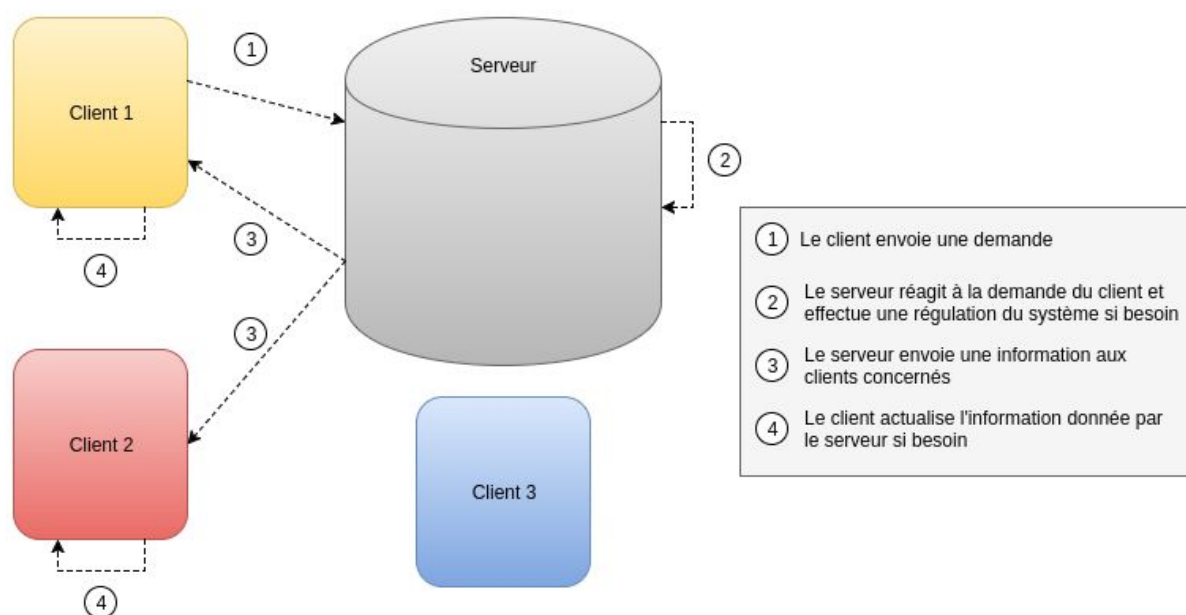 1
Serveur
Client 1
2
3
4
3
Client 2
Client 3
4
1 Le client envoie une demande
2 Le serveur réagit à la demande du client et
effectue une régulation du système si besoin
3 Le serveur envoie une information aux
clients concernés
4 Le client actualise l'information donnée par
le serveur si besoin